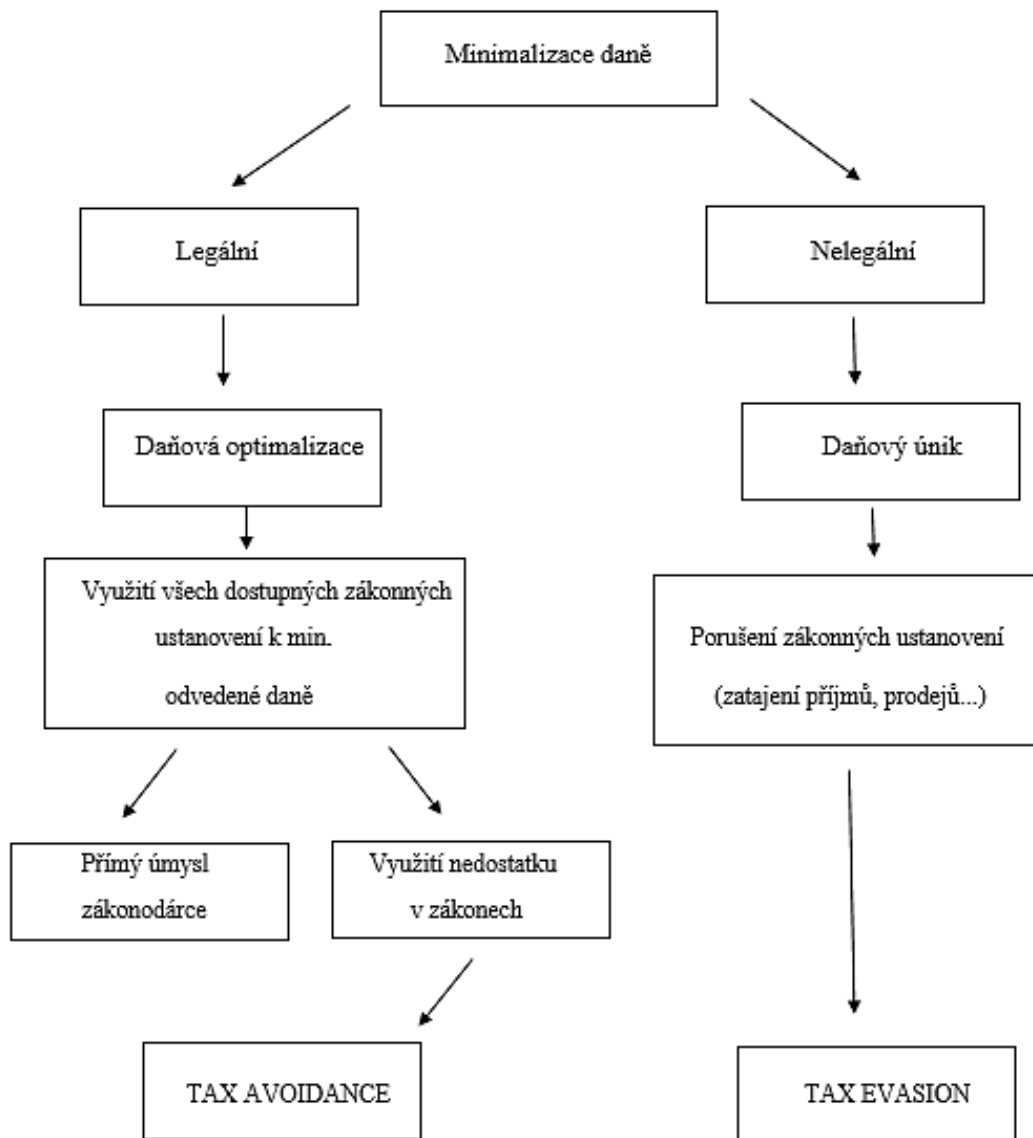 Minimalizace daně
Legální
Nelegální
Daňová optimalizace
Daňový únik
Využití všech dostupných zákonných
ustanovení k min.
odvedené daně
Porušení zákonných ustanovení
(zatajení příjmů, prodejů...)
Přímý úmysl
zákonodárce
Využití nedostatku
v zákonech
TAX AVOIDANCE
TAX EVASION